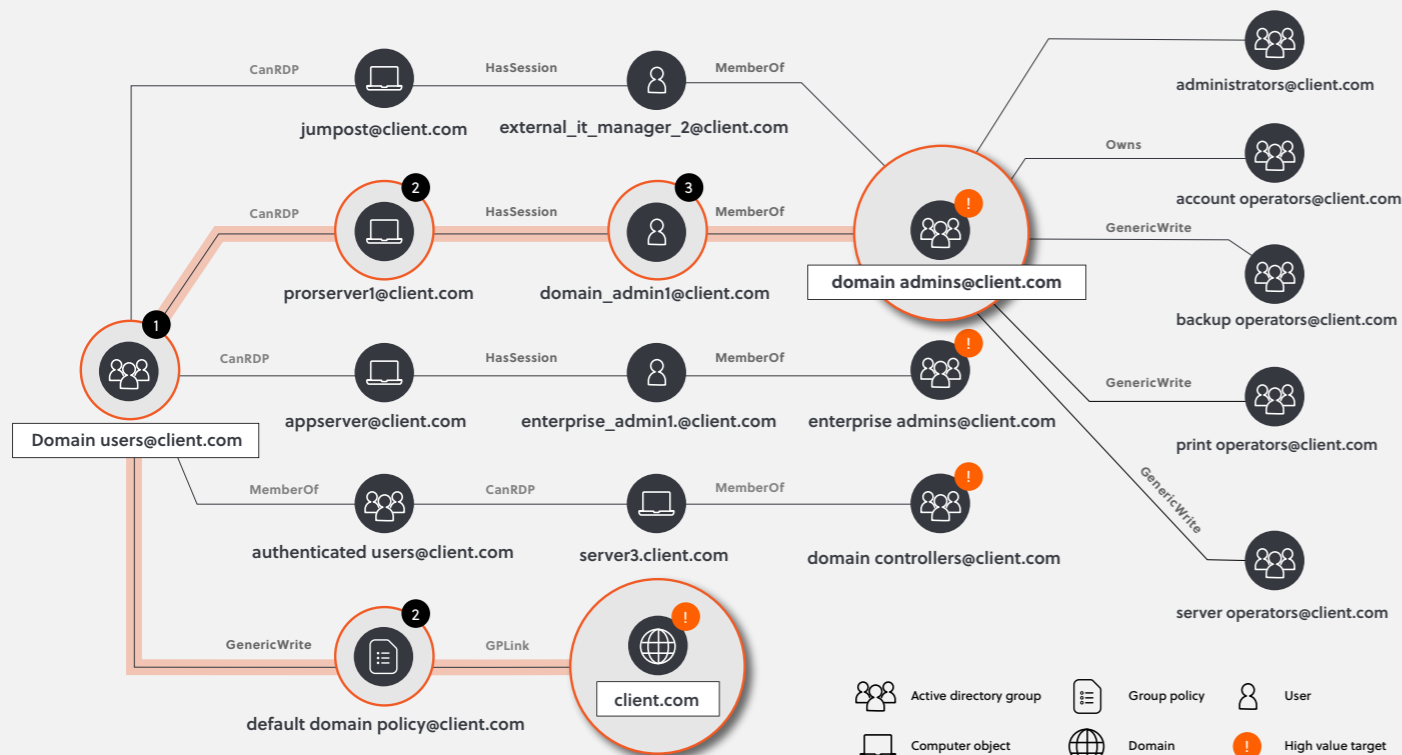 CanRDP
HasSession
MemberOf
jumpost@client.com
external_it_manager_2@client.com
administrators@client.com
Owns
account operators@client.com
2
3
CanRDP
HasSession
MemberOf
!
GenericWrite
prorserver1@client.com
domain_admin1@client.com
domain admins@client.com
backup operators@client.com
1
CanRDP
HasSession
MemberOf
!
GenericWrite
Domain users@client.com
appserver@client.com
enterprise_admin1.@client.com
enterprise admins@client.com
print operators@client.com
MemberOf
CanRDP
MemberOf
!
GenericWrite
authenticated users@client.com
server3.client.com
domain controllers@client.com
server operators@client.com
2
!
GenericWrite
GPLink
default domain policy@client.com
client.com
Active directory group
Group policy
User
Computer object
Domain
!
High value target